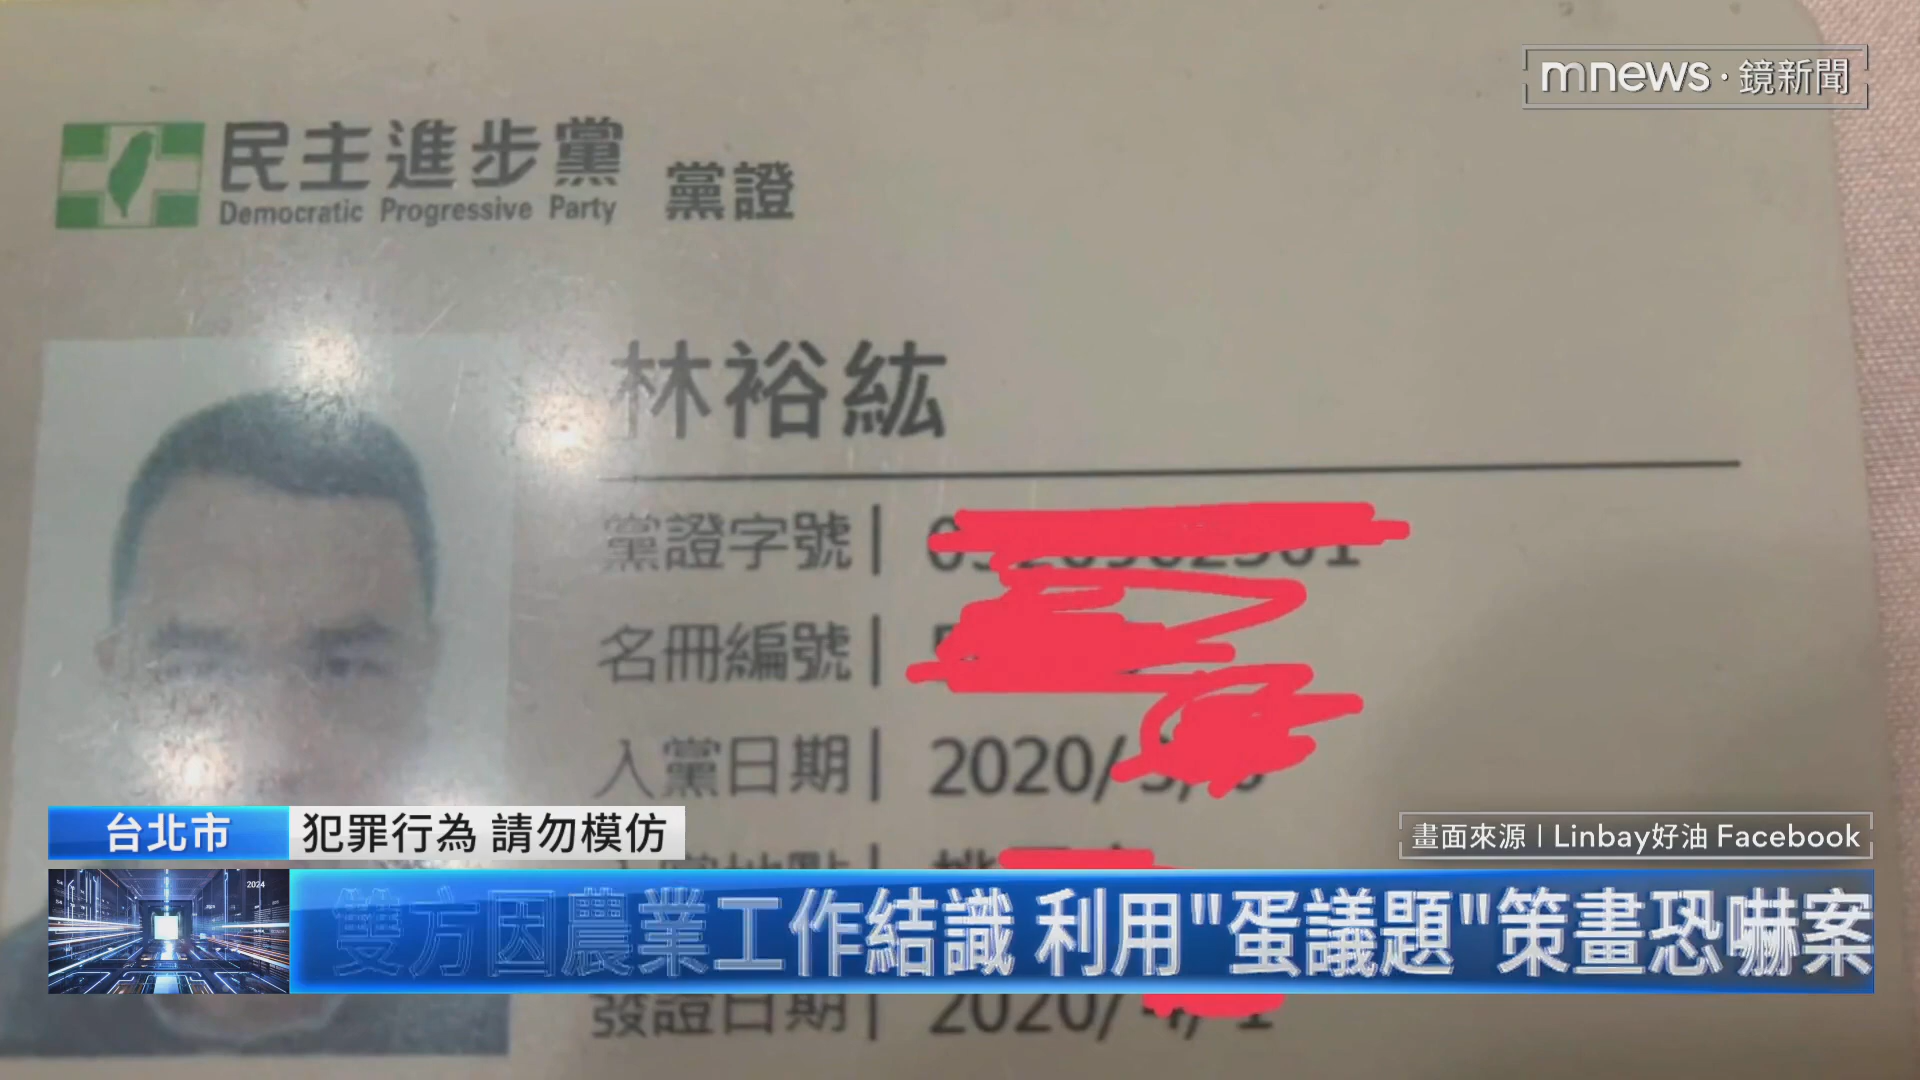 mnews·鏡新聞
民主進步黨 黨證
Democratic Progressive Party
林裕紘
黨證字號|
名冊編號|
入黨日期| 2020/
台北市 犯罪行為 請勿模仿
畫面來源|Linbay好油 Facebook
2024
雙方因農業工作結識 利用"蛋議題"策畫恐嚇案
發證日期| 2020/